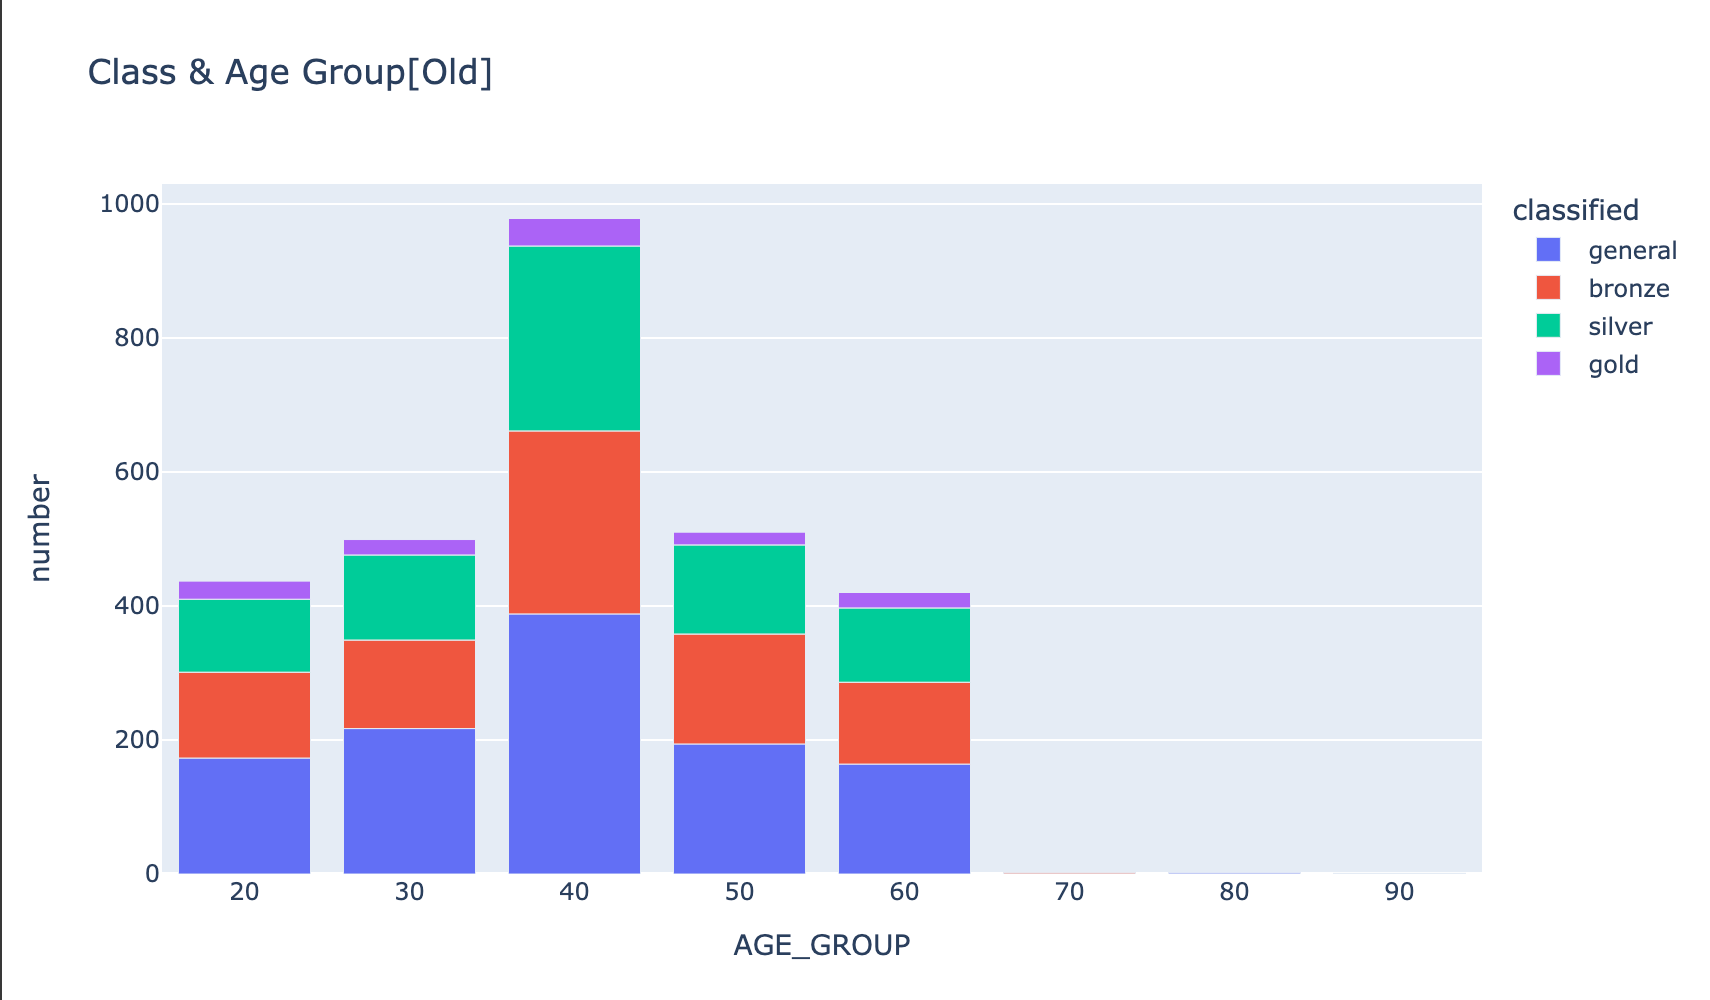 Class & Age Group[Old]
1000
800
600
400
200
0
number
20 30 40 50 60 70 80 90
AGE_GROUP
classified
general
bronze
silver
gold